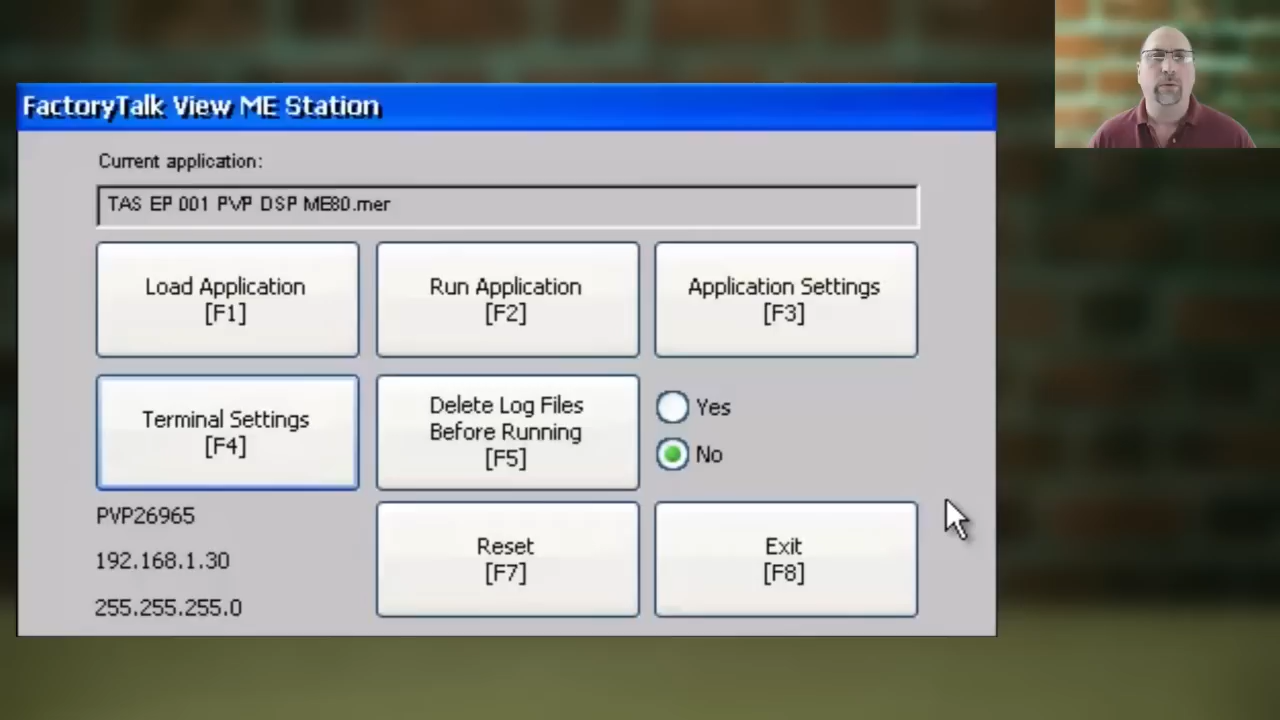 FactoryTalk View ME Station
Current application:
TAS EP 001 PVP DSP ME80.mer
Load Application
[F1]
Run Application
[F2]
Application Settings
[F3]
Terminal Settings
[F4]
Delete Log Files
Before Running
[F5]
Yes
No
PVP26965
192.168.1.30
255.255.255.0
Reset
[F7]
Exit
[F8]